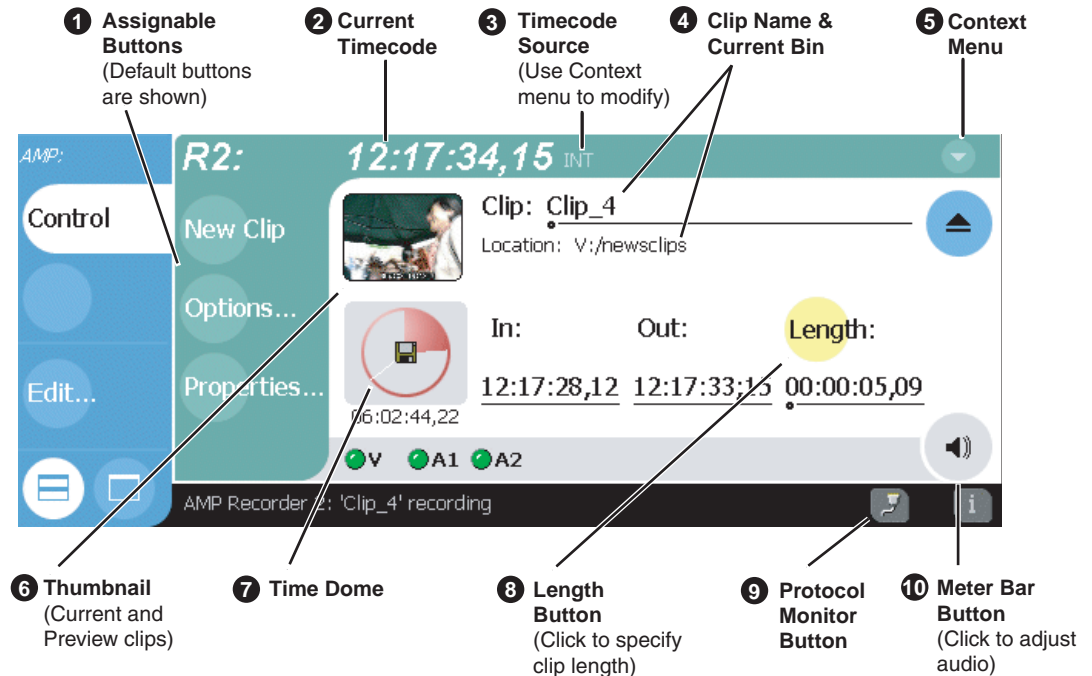 1 Assignable Buttons
(Default buttons are shown)
2 Current Timecode
3 Timecode Source
(Use Context menu to modify)
4 Clip Name & Current Bin
5 Context Menu
AMP:
R2:
12:17:34,15 INT
Control
Edit...
New Clip
Options...
Properties...
Clip: Clip_4
Location: V:/newsclips
In:
Out:
Length:
12:17:28,12
12:17:33;15
00:00:05,09
06:02:44,22
V
A1
A2
AMP Recorder 2: 'Clip_4' recording
i
6 Thumbnail
(Current and Preview clips)
7 Time Dome
8 Length Button
(Click to specify clip length)
9 Protocol Monitor Button
10 Meter Bar Button
(Click to adjust audio)